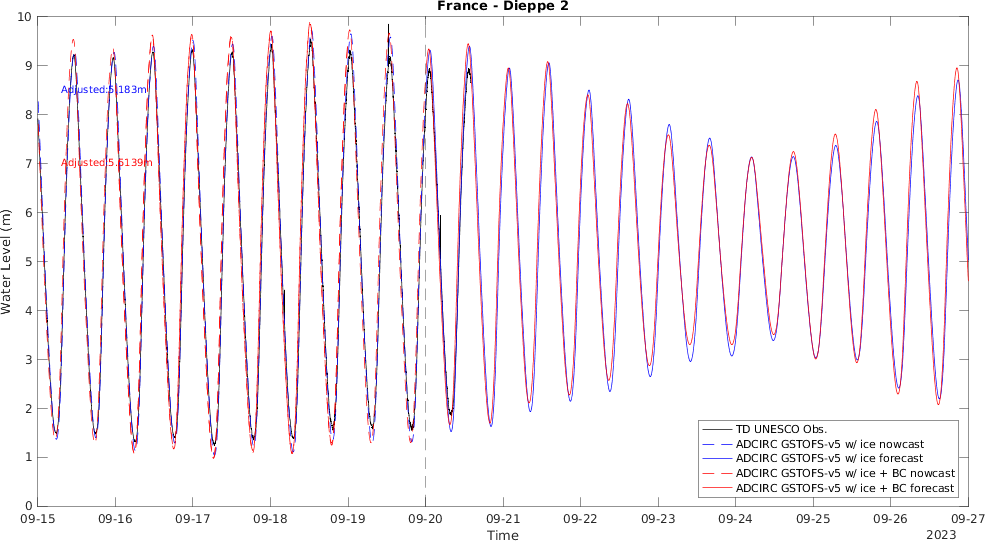 France - Dieppe 2
10
9
8
7
6
5
4
3
2
1
0
Water Level (m)
Adjusted:5.183m
Adjusted:5.6139m
TD UNESCO Obs.
ADCIRC GSTOFS-v5 w/ ice nowcast
ADCIRC GSTOFS-v5 w/ ice forecast
ADCIRC GSTOFS-v5 w/ ice + BC nowcast
ADCIRC GSTOFS-v5 w/ ice + BC forecast
09-15 09-16 09-17 09-18 09-19 09-20 09-21 09-22 09-23 09-24 09-25 09-26 09-27
Time
2023